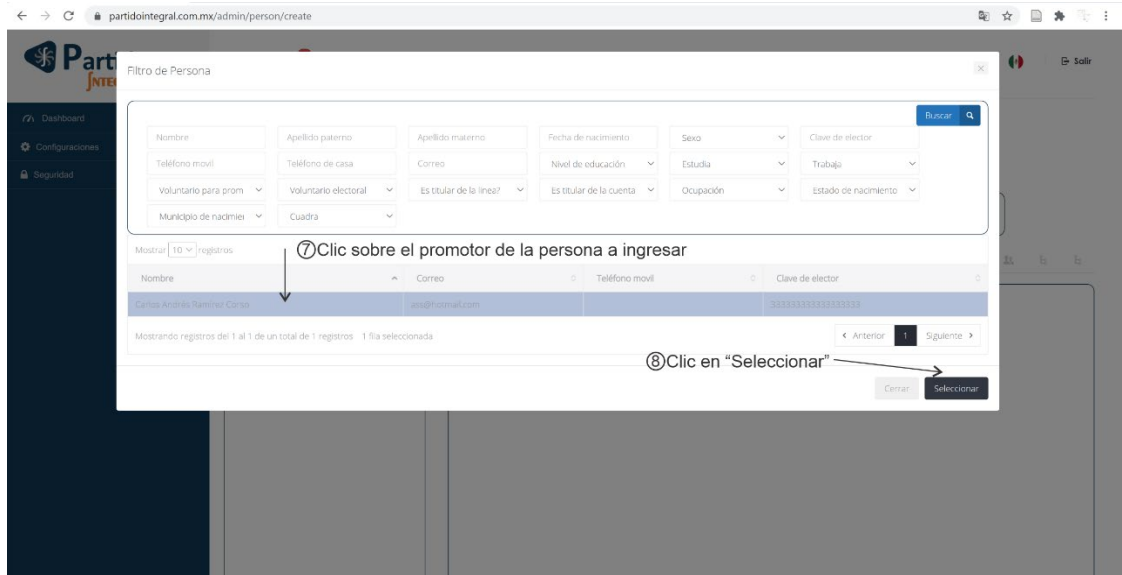 partidointegral.com.mx/admin/person/create
Parti
INTE
Salir
Filtro de Persona
Dashboard
Configuraciones
Seguridad
Buscar
Nombre Apellido paterno Apellido materno Fecha de nacimiento Sexo Clave de elector
Teléfono movil Teléfono de casa Correo Nivel de educación Estudia Trabaja
Voluntario para prom Voluntario electoral Es titular de la linea? Es titular de la cuenta Ocupación Estado de nacimiento
Municipio de nacimiei Cuadra
Mostrar 10 registros
⑦Clic sobre el promotor de la persona a ingresar
Nombre Correo Teléfono movil Clave de elector
Carlos Andrés Ramírez Corso
Mostrando registros del 1 al 1 de un total de 1 registros 1 fila seleccionada
Anterior 1 Siguiente
⑧Clic en “Seleccionar”
Cerrar Seleccionar